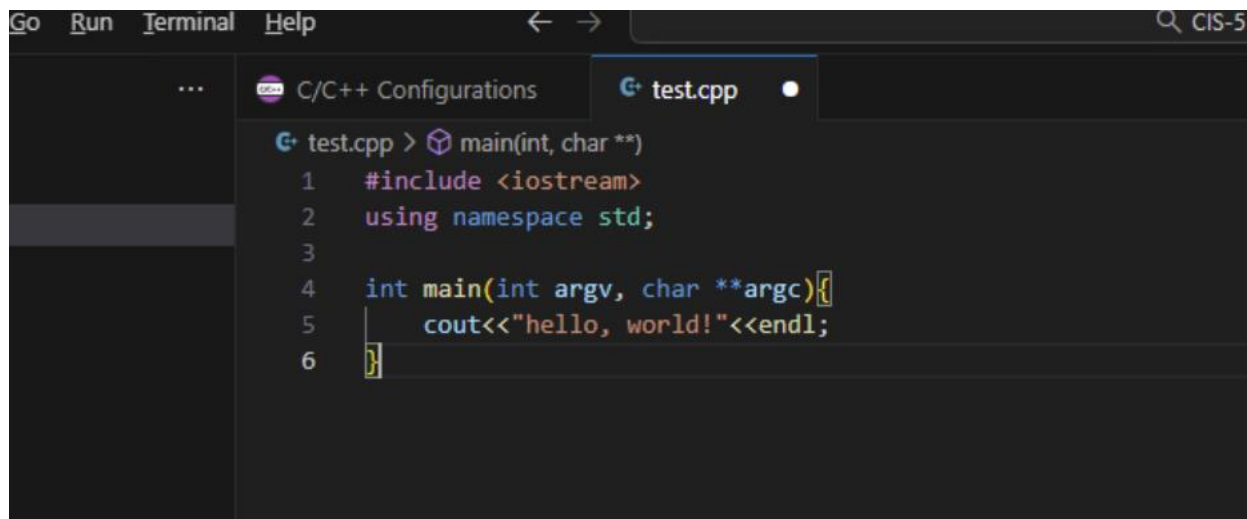 Go Run Terminal Help CIS-5
... C/C++ Configurations test.cpp
test.cpp > main(int, char **)
1 #include <iostream>
2 using namespace std;
3
4 int main(int argv, char **argc){
5 cout<<"hello, world!"<<endl;
6 }